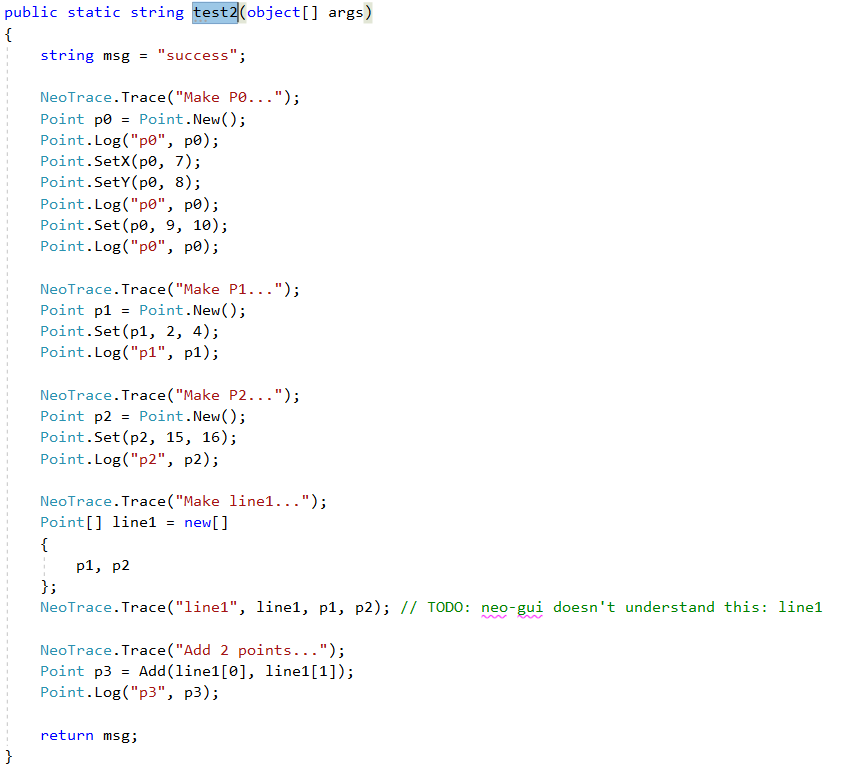 public static string test2(object[] args)
{
    string msg = "success";

    NeoTrace.Trace("Make P0...");
    Point p0 = Point.New();
    Point.Log("p0", p0);
    Point.SetX(p0, 7);
    Point.SetY(p0, 8);
    Point.Log("p0", p0);
    Point.Set(p0, 9, 10);
    Point.Log("p0", p0);

    NeoTrace.Trace("Make P1...");
    Point p1 = Point.New();
    Point.Set(p1, 2, 4);
    Point.Log("p1", p1);

    NeoTrace.Trace("Make P2...");
    Point p2 = Point.New();
    Point.Set(p2, 15, 16);
    Point.Log("p2", p2);

    NeoTrace.Trace("Make line1...");
    Point[] line1 = new[]
    {
        p1, p2
    };
    NeoTrace.Trace("line1", line1, p1, p2); // TODO: neo-gui doesn't understand this: line1

    NeoTrace.Trace("Add 2 points...");
    Point p3 = Add(line1[0], line1[1]);
    Point.Log("p3", p3);

    return msg;
}